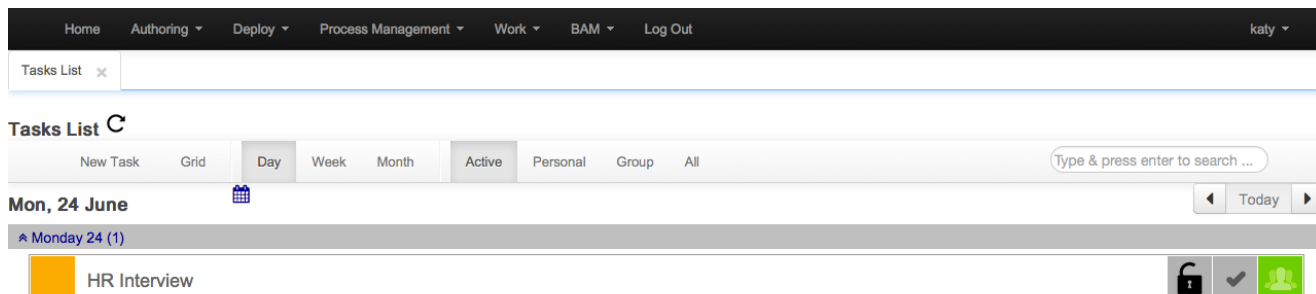 Home Authoring Deploy Process Management Work BAM Log Out katy
Tasks List
Tasks List
New Task Grid Day Week Month Active Personal Group All Type & press enter to search ...
Mon, 24 June Today
Monday 24 (1)
HR Interview